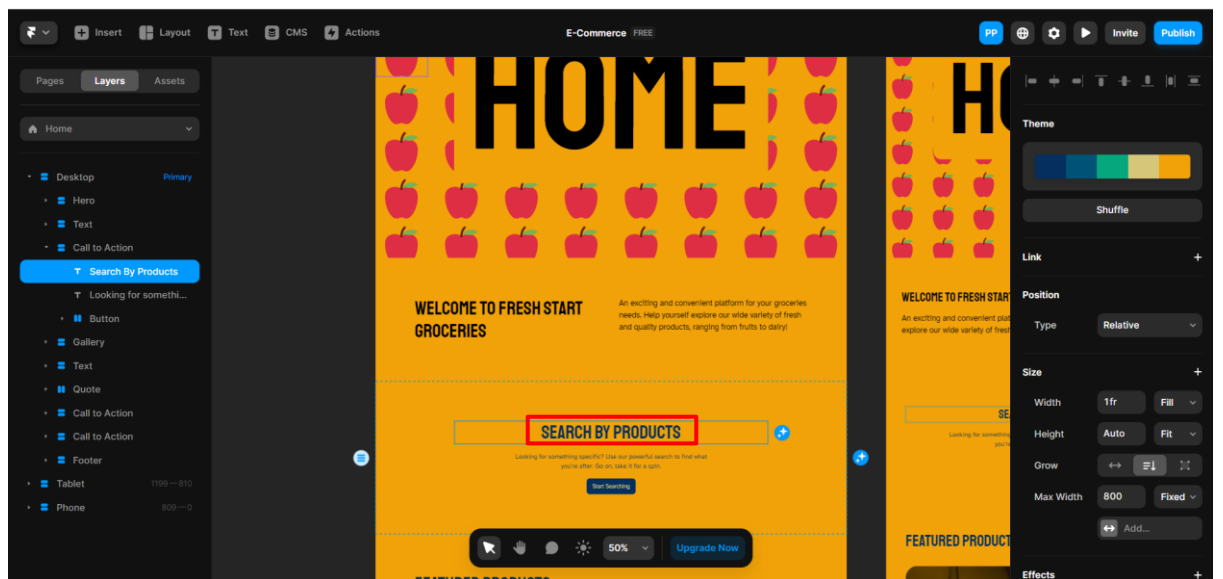 Insert Layout Text CMS Actions E-Commerce FREE PP Invite Publish
Pages Layers Assets
Home
Desktop Primary
Hero
Text
Call to Action
Search By Products
Looking for somethi...
Button
Gallery
Text
Quote
Call to Action
Call to Action
Footer
Tablet 1199—810
Phone 809—0
HOME
WELCOME TO FRESH START
GROCERIES
An exciting and convenient platform for your groceries
needs. Help yourself explore our wide variety of fresh
and quality products, ranging from fruits to dairy!
SEARCH BY PRODUCTS
Looking for something specific? Use our powerful search to find what
you're after. Go on, take it for a spin.
Start Searching
50% Upgrade Now
FEATURED PRODUCTS
WELCOME TO FRESH STAR
An exciting and convenient plat
explore our wide variety of fresh
SE
Looking for something
FEATURED PRODUCT
Theme
Shuffle
Link
Position
Type Relative
Size
Width 1fr Fill
Height Auto Fit
Grow
Max Width 800 Fixed
Add...
Effects